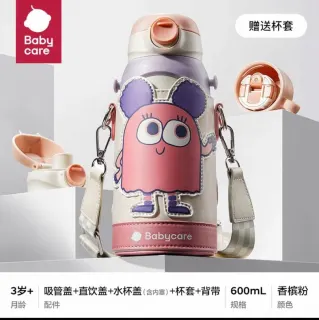 Baby
care
赠送杯套
Babycare
3岁+
月龄
吸管盖+直饮盖+水杯盖(含内塞)+杯套+背带
配件
600mL
规格
香槟粉
颜色